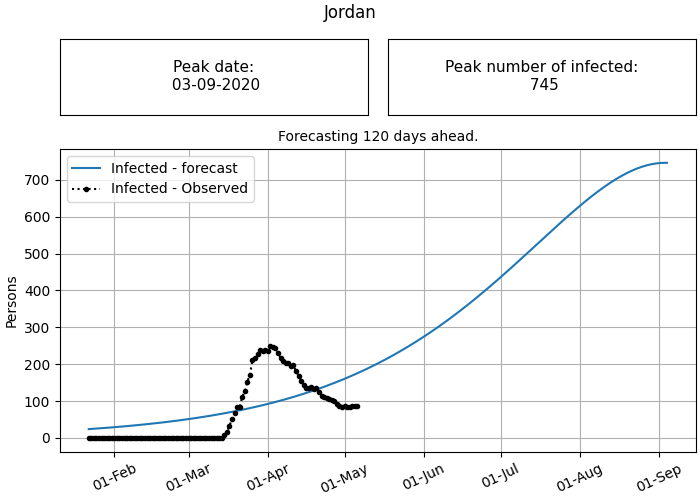 Jordan
Peak date:
03-09-2020
Peak number of infected:
745
Forecasting 120 days ahead.
Infected - forecast
Infected - Observed
Persons
700
600
500
400
300
200
100
0
01-Feb
01-Mar
01-Apr
01-May
01-Jun
01-Jul
01-Aug
01-Sep